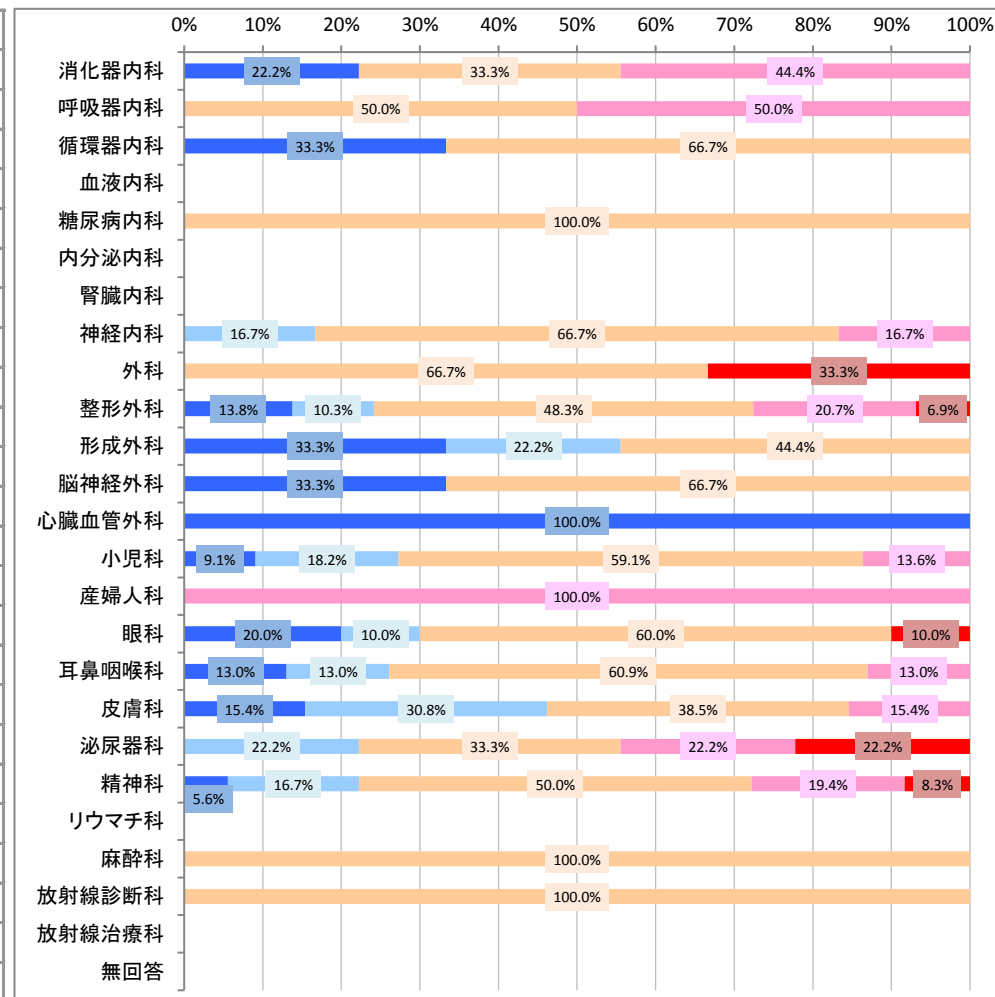 0% 10% 20% 30% 40% 50% 60% 70% 80% 90% 100%
消化器内科 22.2% 33.3% 44.4%
呼吸器内科 50.0% 50.0%
循環器内科 33.3% 66.7%
血液内科
糖尿病内科 100.0%
内分泌内科
腎臓内科
神経内科 16.7% 66.7% 16.7%
外科 66.7% 33.3%
整形外科 13.8% 10.3% 48.3% 20.7% 6.9%
形成外科 33.3% 22.2% 44.4%
脳神経外科 33.3% 66.7%
心臓血管外科 100.0%
小児科 9.1% 18.2% 59.1% 13.6%
産婦人科 100.0%
眼科 20.0% 10.0% 60.0% 10.0%
耳鼻咽喉科 13.0% 13.0% 60.9% 13.0%
皮膚科 15.4% 30.8% 38.5% 15.4%
泌尿器科 22.2% 33.3% 22.2% 22.2%
精神科 5.6% 16.7% 50.0% 19.4% 8.3%
リウマチ科
麻酔科 100.0%
放射線診断科 100.0%
放射線治療科
無回答